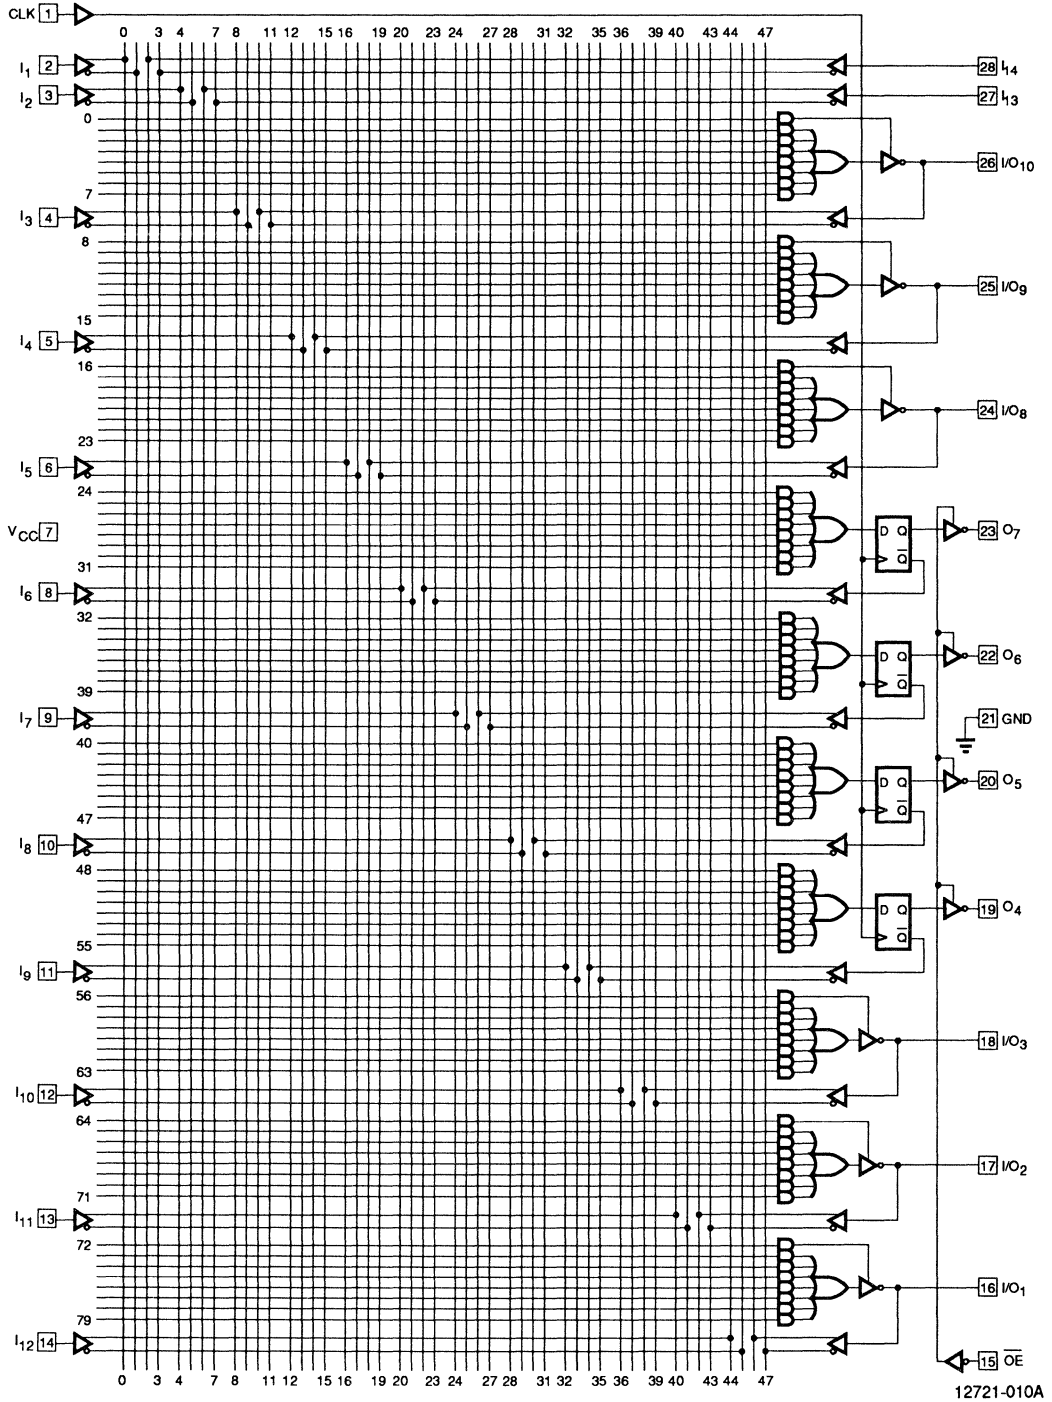 CLK 1
0 3 4 7 8 11 12 15 16 19 20 23 24 27 28 31 32 35 36 39 40 43 44 47
I1 2
28 I14
I2 3
27 I13
0
26 I/O10
7
I3 4
8
25 I/O9
15
I4 5
16
24 I/O8
23
I5 6
24
VCC 7
D Q
23 O7
Q̅
31
I6 8
32
D Q
22 O6
Q̅
39
I7 9
21 GND
40
D Q
20 O5
Q̅
47
I8 10
48
D Q
19 O4
Q̅
55
I9 11
56
18 I/O3
63
I10 12
64
17 I/O2
71
I11 13
72
16 I/O1
79
I12 14
15 O̅E̅
0 3 4 7 8 11 12 15 16 19 20 23 24 27 28 31 32 35 36 39 40 43 44 47
12721-010A